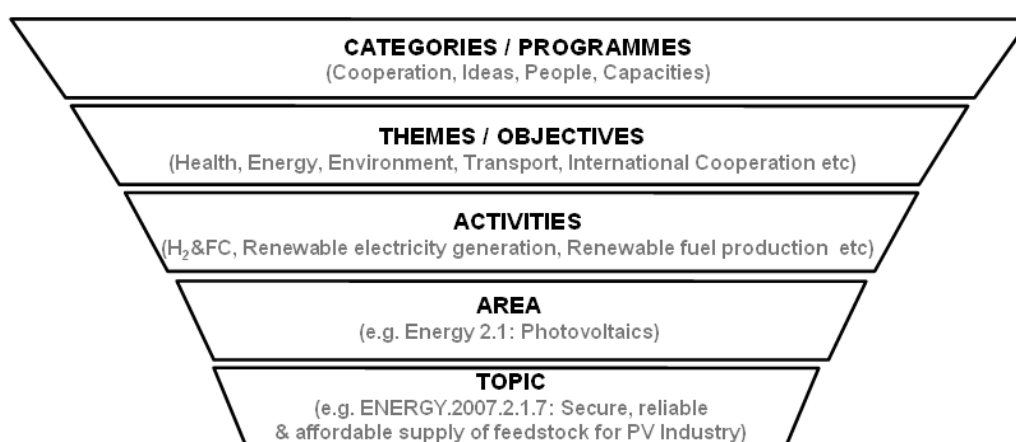 CATEGORIES / PROGRAMMES
(Cooperation, Ideas, People, Capacities)
THEMES / OBJECTIVES
(Health, Energy, Environment, Transport, International Cooperation etc)
ACTIVITIES
(H₂&FC, Renewable electricity generation, Renewable fuel production etc)
AREA
(e.g. Energy 2.1: Photovoltaics)
TOPIC
(e.g. ENERGY.2007.2.1.7: Secure, reliable
& affordable supply of feedstock for PV Industry)